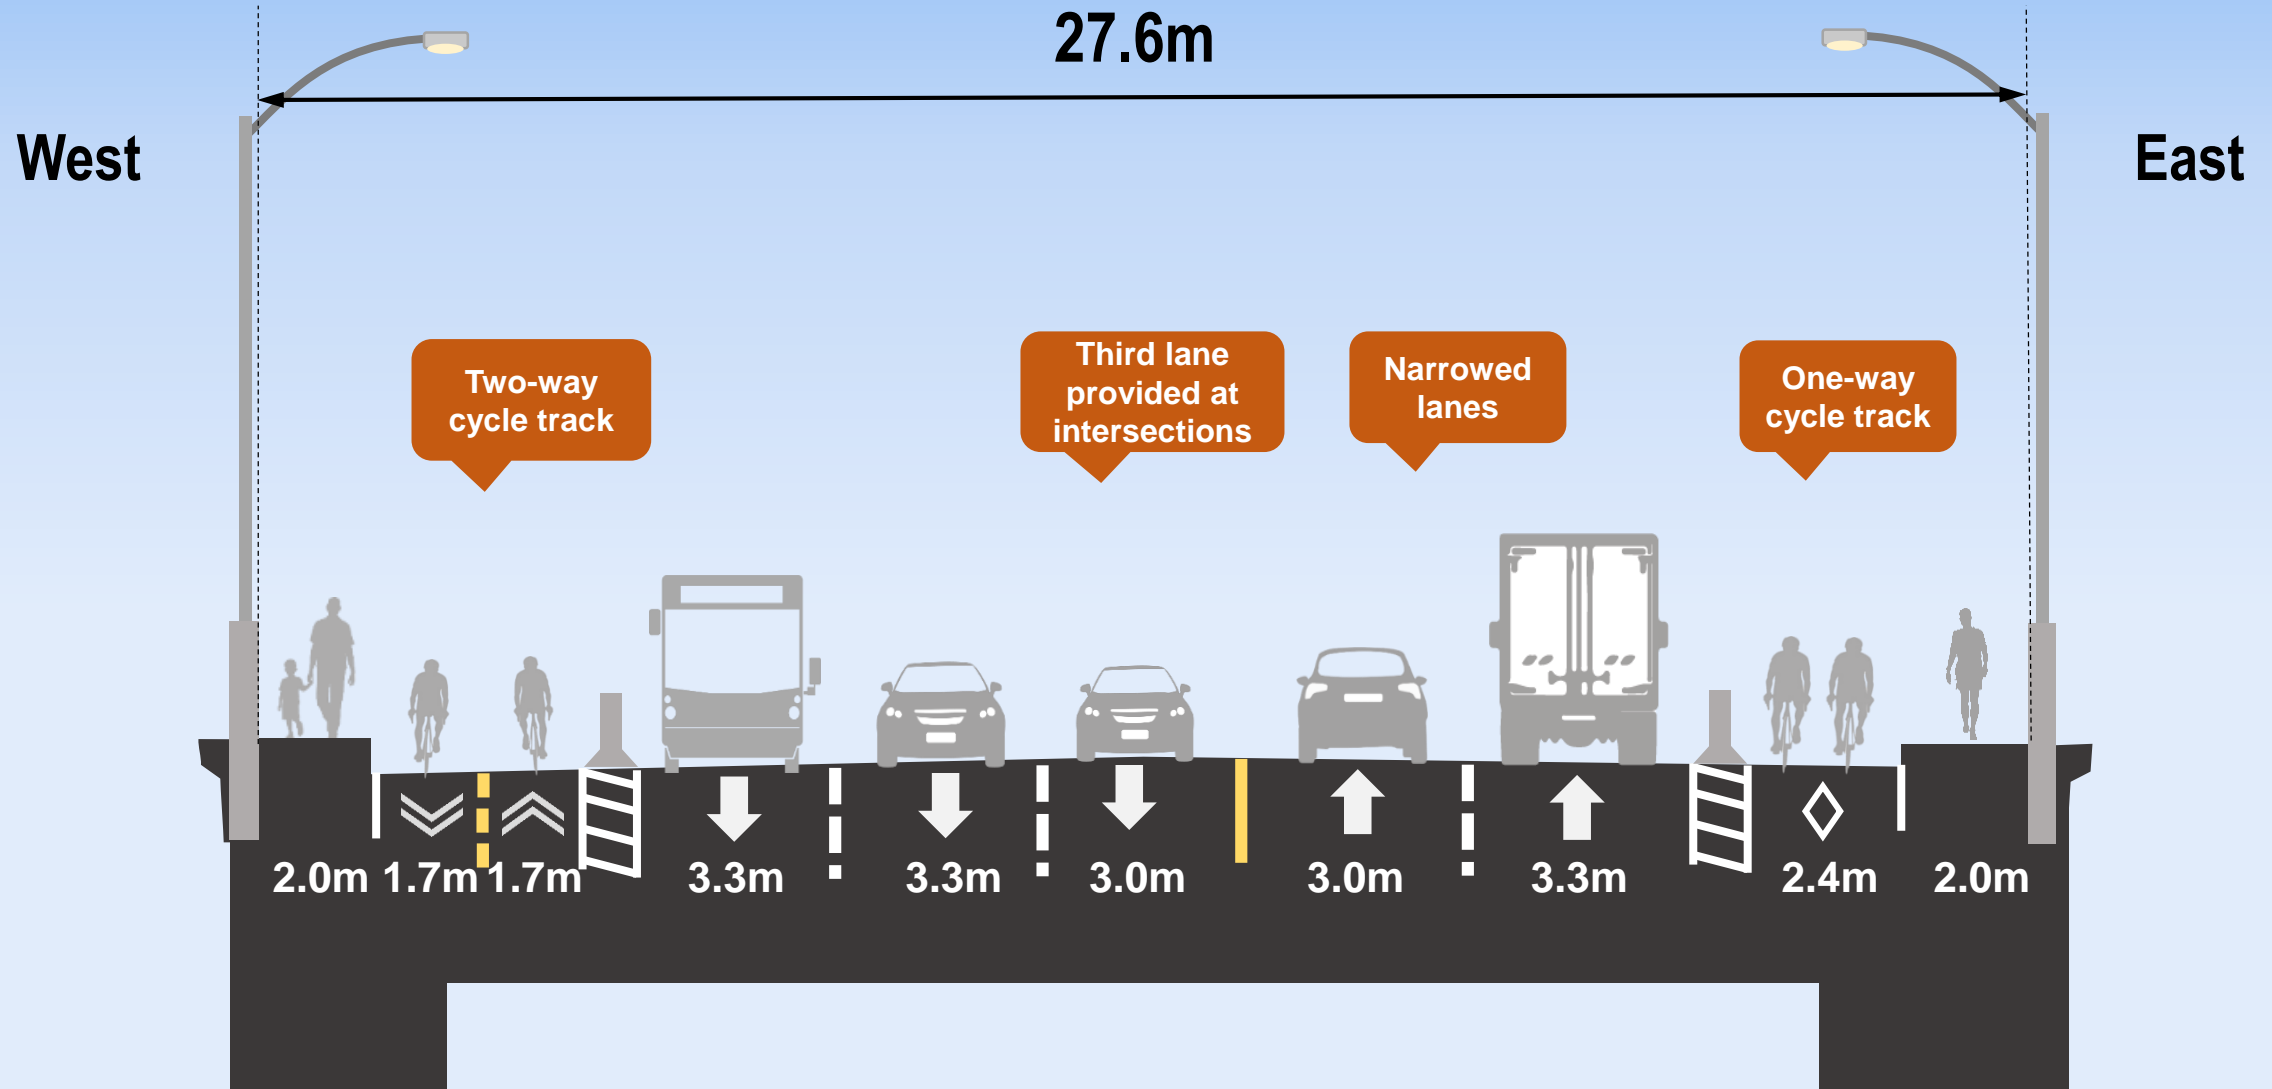 27.6m
West
East
Two-way
cycle track
Third lane
provided at
intersections
Narrowed
lanes
One-way
cycle track
2.0m 1.7m 1.7m 3.3m 3.3m 3.0m 3.0m 3.3m 2.4m 2.0m